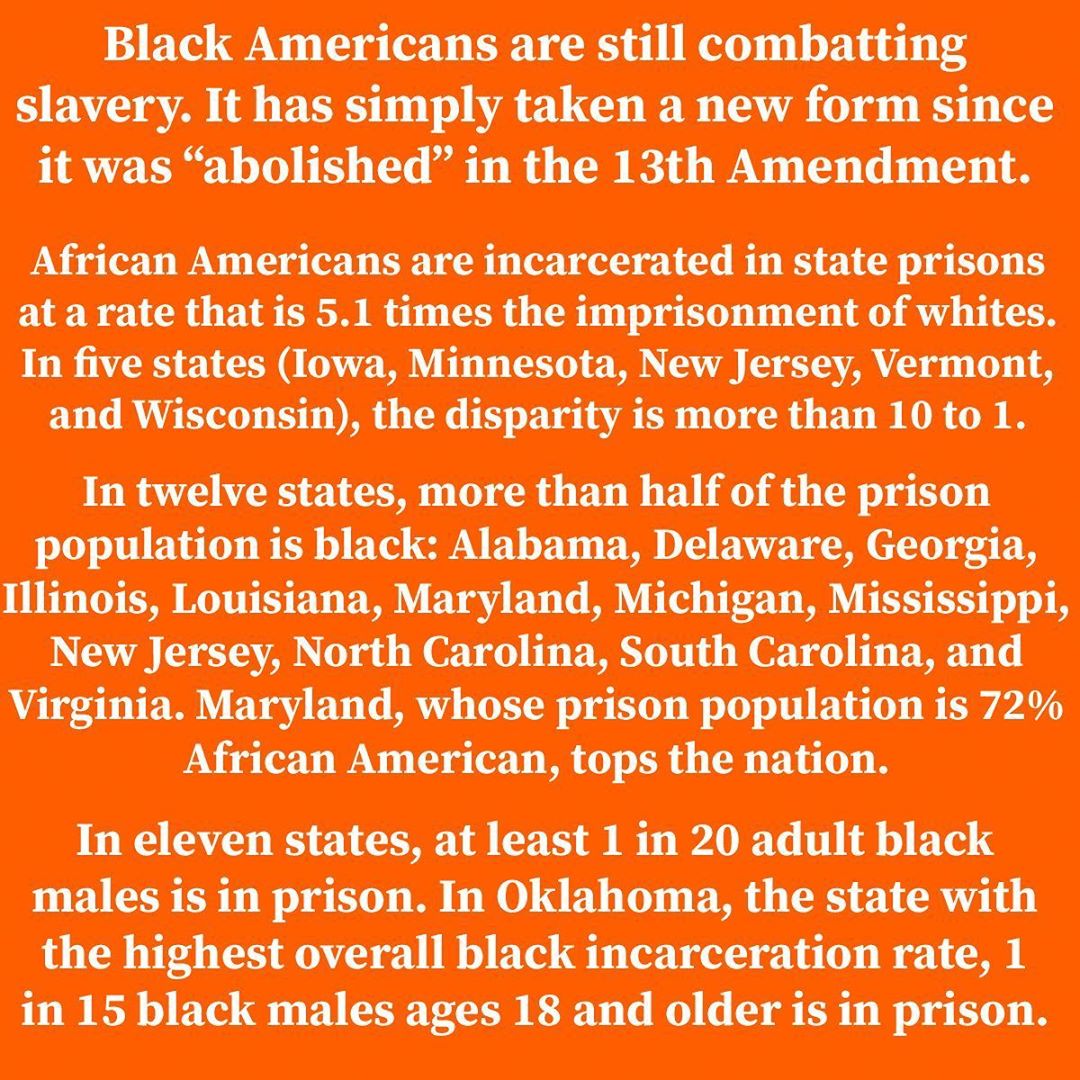 Black Americans are still combatting
slavery. It has simply taken a new form since
it was “abolished” in the 13th Amendment.
African Americans are incarcerated in state prisons
at a rate that is 5.1 times the imprisonment of whites.
In five states (Iowa, Minnesota, New Jersey, Vermont,
and Wisconsin), the disparity is more than 10 to 1.
In twelve states, more than half of the prison
population is black: Alabama, Delaware, Georgia,
Illinois, Louisiana, Maryland, Michigan, Mississippi,
New Jersey, North Carolina, South Carolina, and
Virginia. Maryland, whose prison population is 72%
African American, tops the nation.
In eleven states, at least 1 in 20 adult black
males is in prison. In Oklahoma, the state with
the highest overall black incarceration rate, 1
in 15 black males ages 18 and older is in prison.